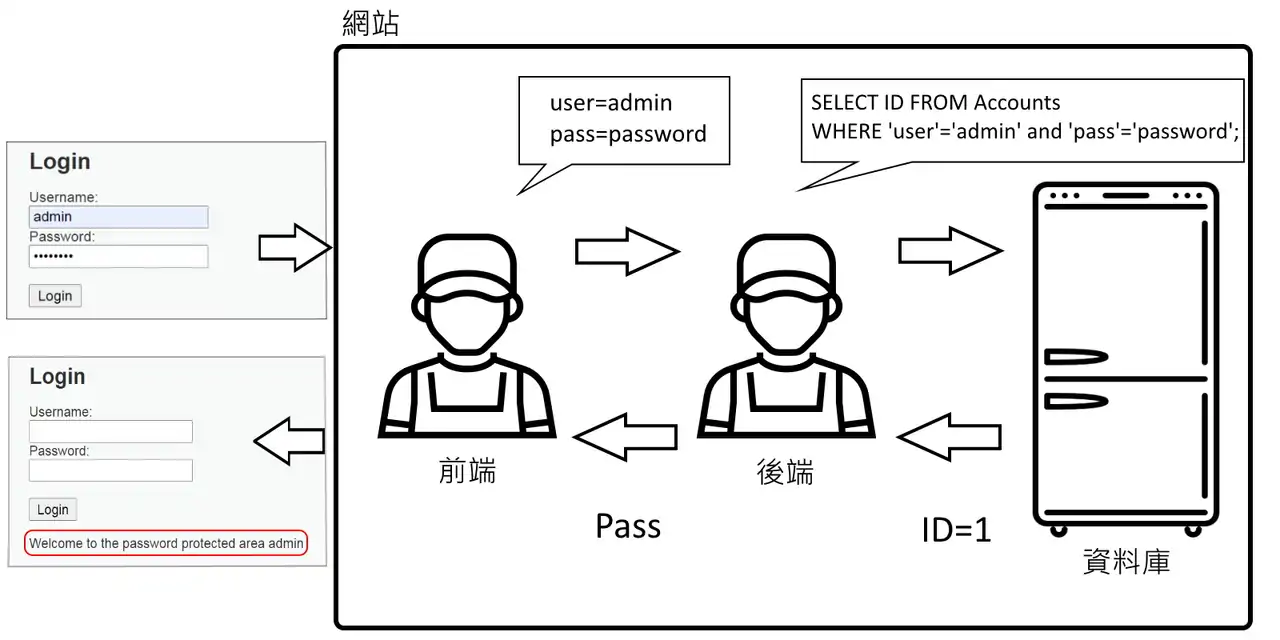 網站
user=admin
pass=password
SELECT ID FROM Accounts
WHERE 'user'='admin' and 'pass'='password';
Login
Username:
admin
Password:
••••••••
Login
Login
Username:
Password:
Login
Welcome to the password protected area admin
前端
後端
Pass
ID=1
資料庫